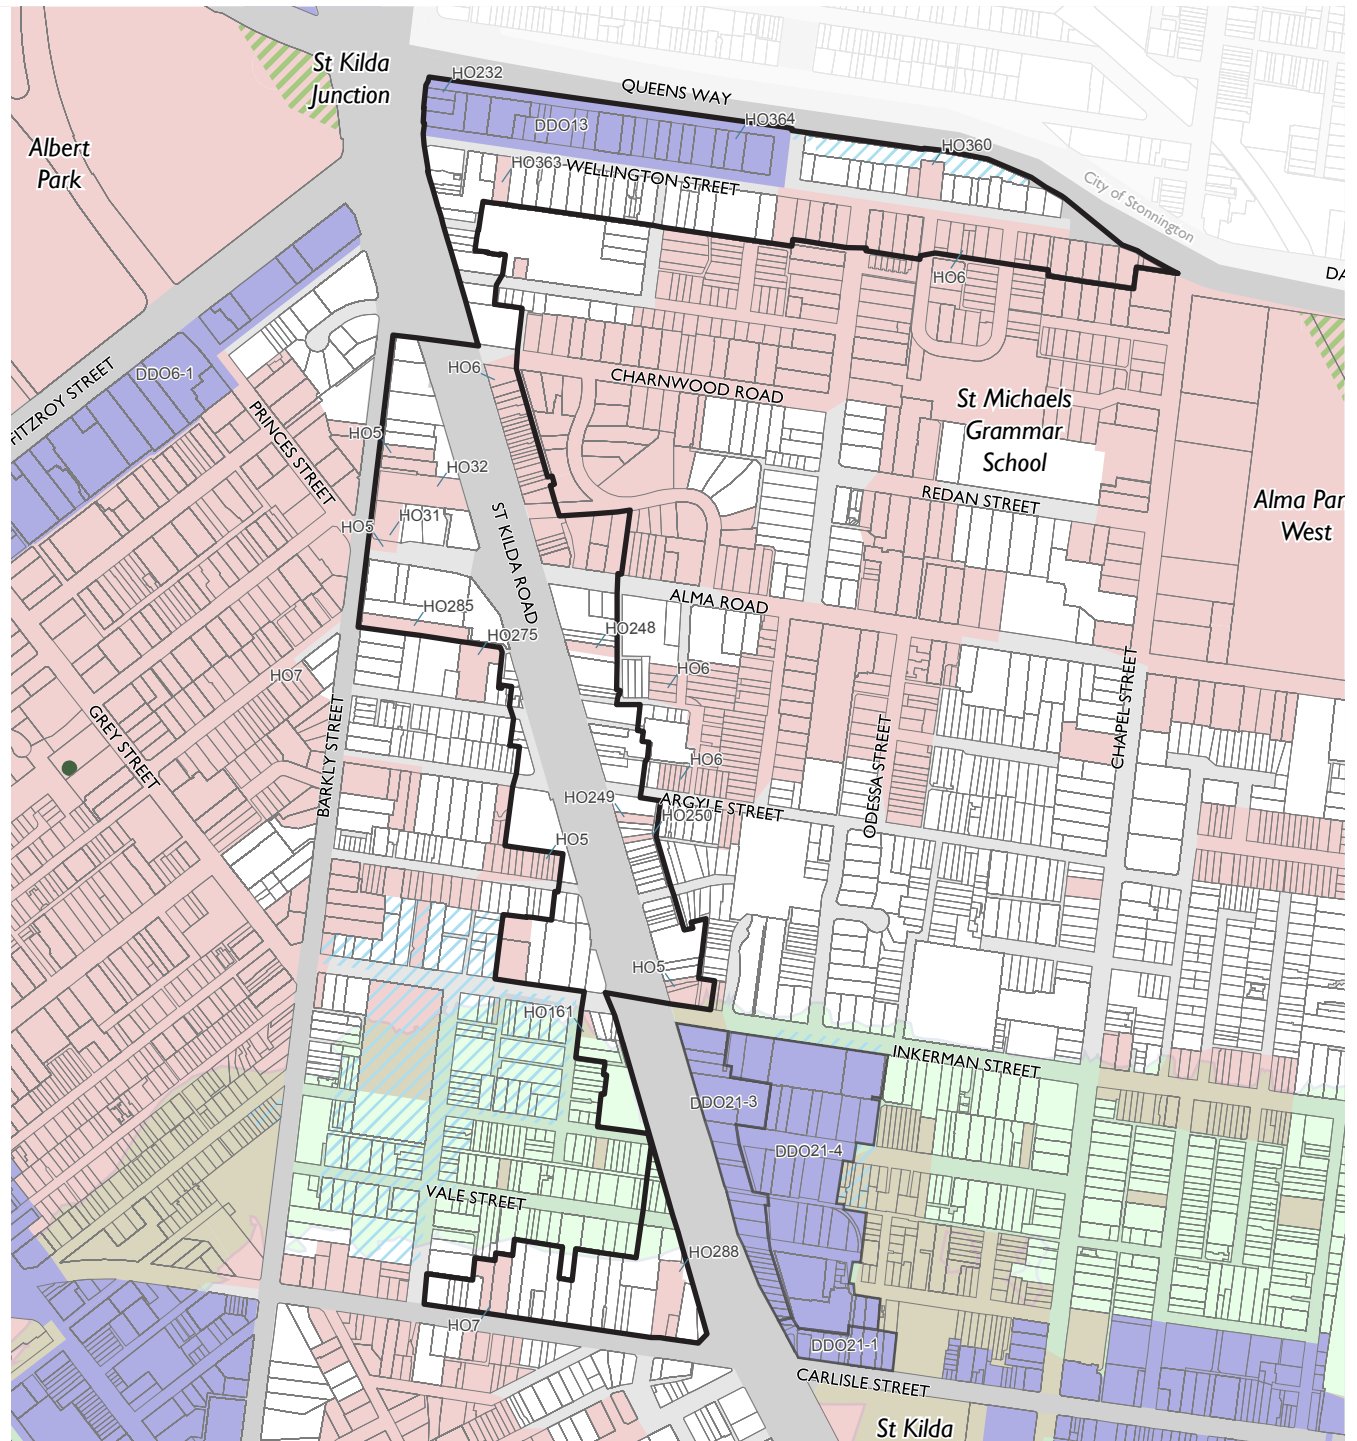 St Kilda
Junction
HO232
QUEENS WAY
DDO13
HO364
HO360
Albert
Park
HO363
WELLINGTON STREET
City of Stonnington
HO6
DA
DDO6-1
FITZROY STREET
HO6
CHARNWOOD ROAD
St Michaels
Grammar
School
PRINCES STREET
HO5
HO32
REDAN STREET
Alma Par
West
HO31
HO5
ST KILDA ROAD
ALMA ROAD
HO285
HO275
HO248
HO7
HO6
GREY STREET
BARKLY STREET
CHAPEL STREET
HO6
ODESSA STREET
HO249
ARGYLE STREET
HO250
HO5
HO5
HO161
INKERMAN STREET
DDO21-3
DDO21-4
VALE STREET
HO288
HO7
DDO21-1
CARLISLE STREET
St Kilda